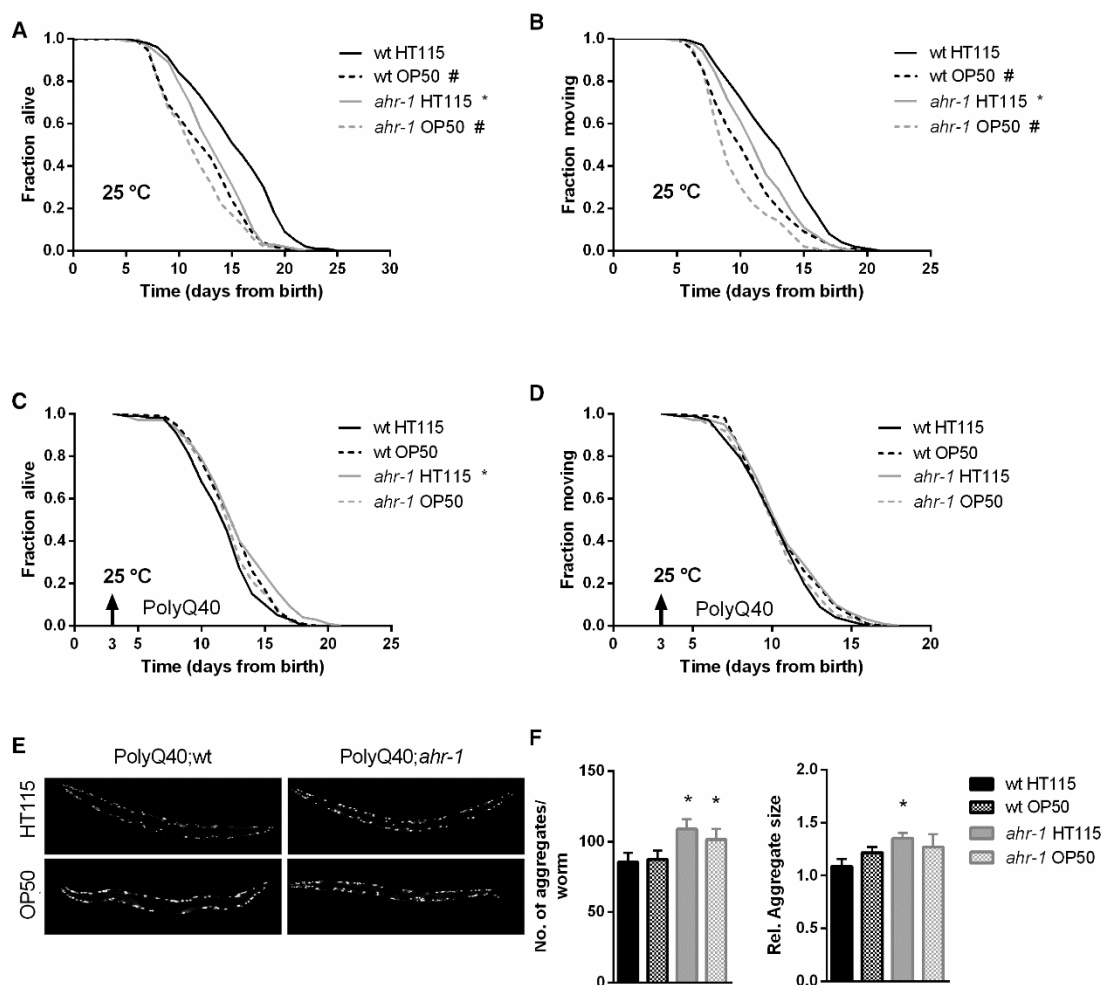 A
1.0
0.8
0.6
0.4
0.2
0.0
Fraction alive
25 ºC
0 5 10 15 20 25 30
Time (days from birth)
wt HT115
wt OP50 #
ahr-1 HT115 *
ahr-1 OP50 #
B
1.0
0.8
0.6
0.4
0.2
0.0
Fraction moving
25 ºC
0 5 10 15 20 25
Time (days from birth)
wt HT115
wt OP50 #
ahr-1 HT115 *
ahr-1 OP50 #
C
1.0
0.8
0.6
0.4
0.2
0.0
Fraction alive
25 ºC
PolyQ40
0 3 5 10 15 20 25
Time (days from birth)
wt HT115
wt OP50
ahr-1 HT115 *
ahr-1 OP50
D
1.0
0.8
0.6
0.4
0.2
0.0
Fraction moving
25 ºC
PolyQ40
0 3 5 10 15 20
Time (days from birth)
wt HT115
wt OP50
ahr-1 HT115
ahr-1 OP50
E
PolyQ40;wt PolyQ40;ahr-1
HT115
OP50
F
No. of aggregates/
worm
150
100
50
0
* *
Rel. Aggregate size
2.0
1.5
1.0
0.5
0.0
*
wt HT115
wt OP50
ahr-1 HT115
ahr-1 OP50